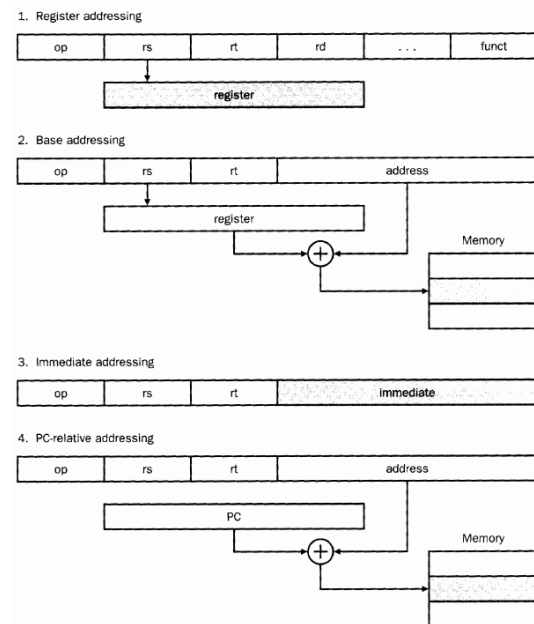 1. Register addressing
op rs rt rd ... funct
register
2. Base addressing
op rs rt address
register
+
Memory
3. Immediate addressing
op rs rt immediate
4. PC-relative addressing
op rs rt address
PC
+
Memory